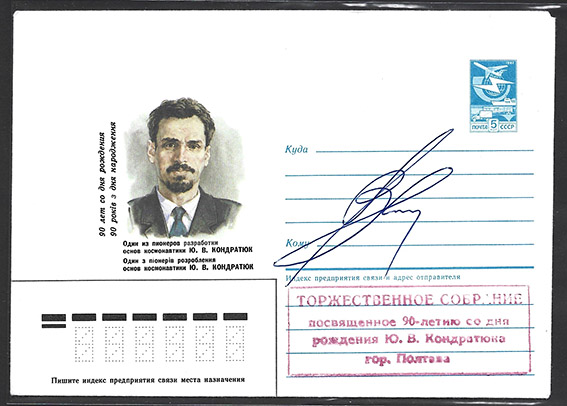 90 лет со дня рождения
90 років з дня народження
Один из пионеров разработки
основ космонавтики Ю. В. КОНДРАТЮК
Один з піонерів розроблення
основ космонавтики Ю. В. КОНДРАТЮК
ПОЧТА 5 СССР
Куда
Кому
Индекс предприятия связи и адрес отправителя
ТОРЖЕСТВЕННОЕ СОБРАНИЕ
посвященное 90-летию со дня
рождения Ю. В. Кондратюка
гор. Полтава
Пишите индекс предприятия связи места назначения